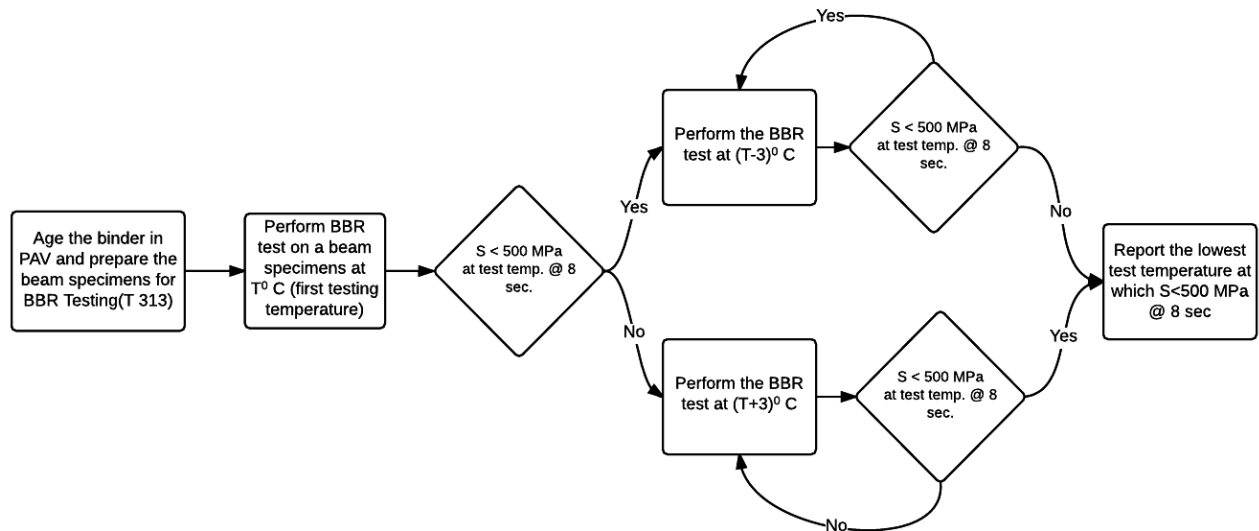 Age the binder in
PAV and prepare the
beam specimens for
BBR Testing(T 313)
Perform BBR
test on a beam
specimens at
T⁰ C (first testing
temperature)
S < 500 MPa
at test temp. @ 8
sec.
Yes
No
Perform the BBR
test at (T-3)⁰ C
S < 500 MPa
at test temp. @ 8
sec.
Yes
No
Perform the BBR
test at (T+3)⁰ C
S < 500 MPa
at test temp. @ 8
sec.
Yes
No
Report the lowest
test temperature at
which S<500 MPa
@ 8 sec